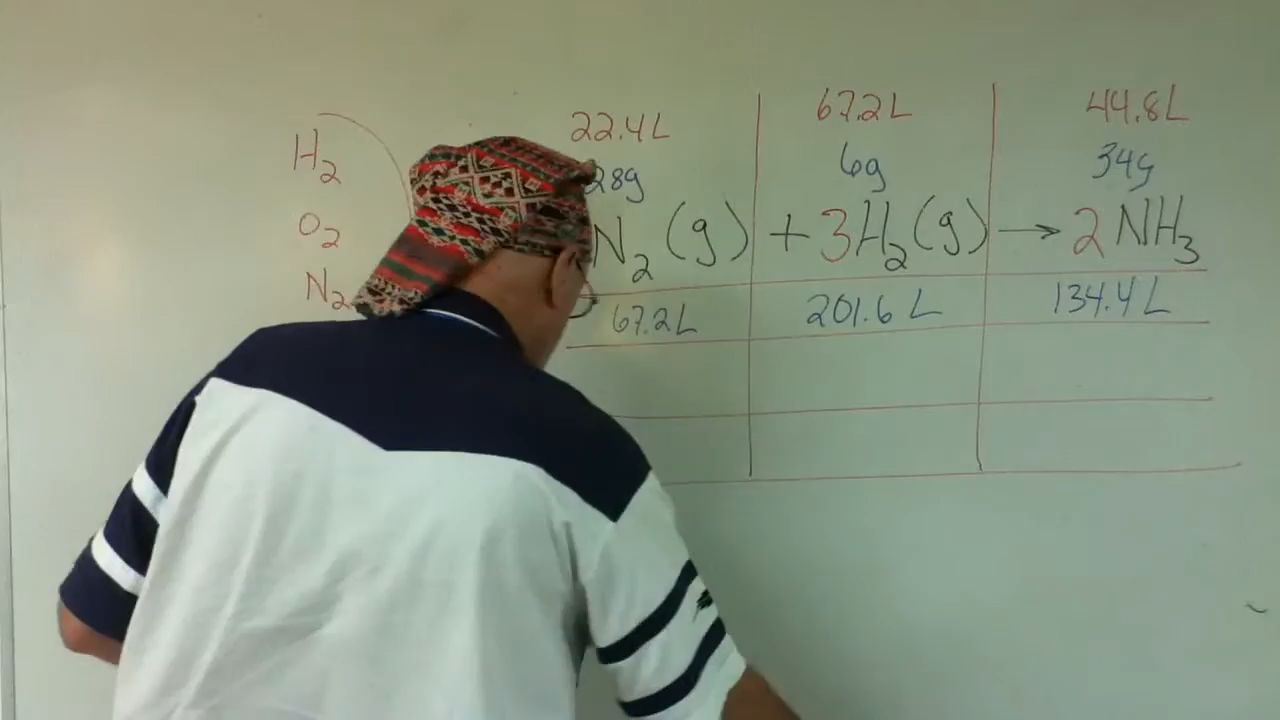 H2
O2
N2
22.4L 67.2L 44.8L
28g 6g 34g
N2 (g) + 3H2(g) → 2 NH3
67.2L 201.6 L 134.4 L